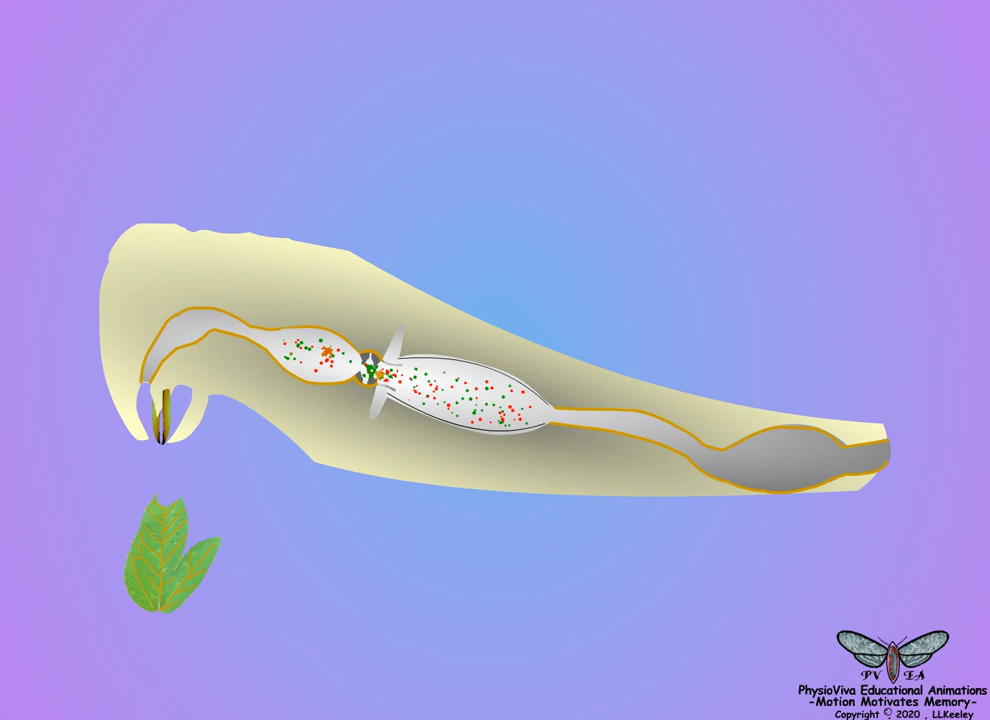 PV EA
PhysioViva Educational Animations
-Motion Motivates Memory-
Copyright © 2020 , LLKeeley